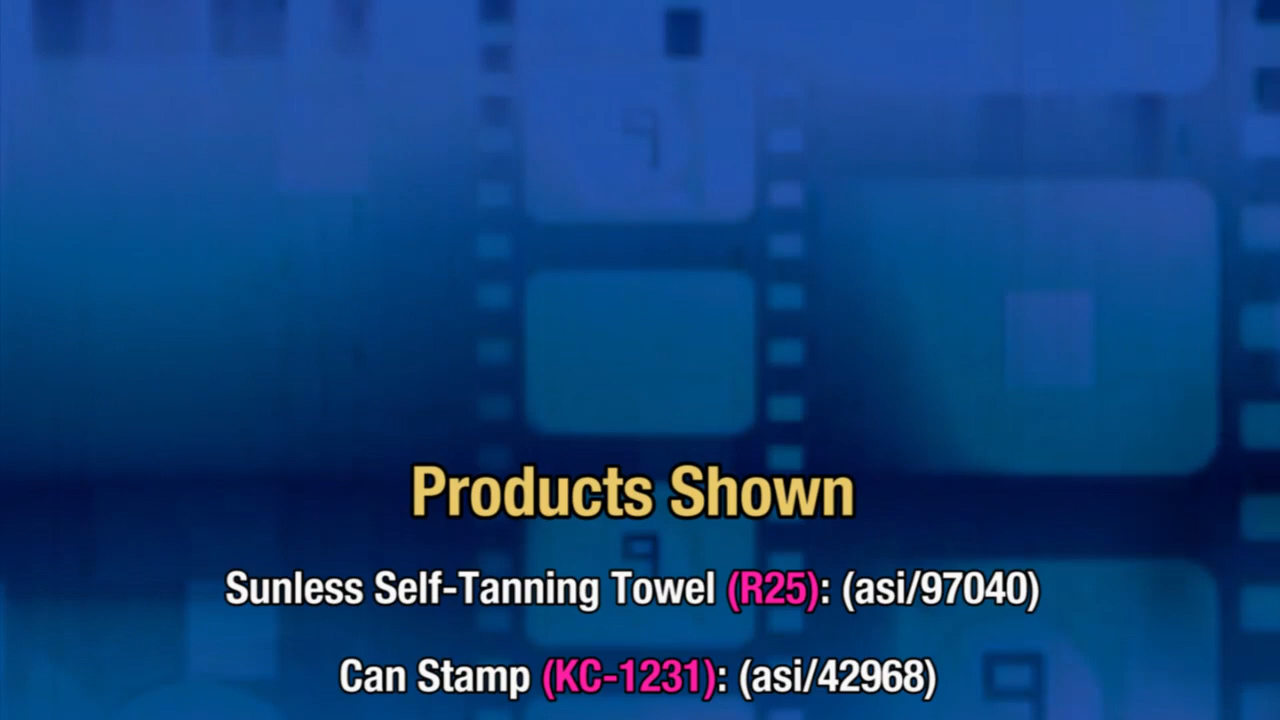 Products Shown
Sunless Self-Tanning Towel (R25): (asi/97040)
Can Stamp (KC-1231): (asi/42968)